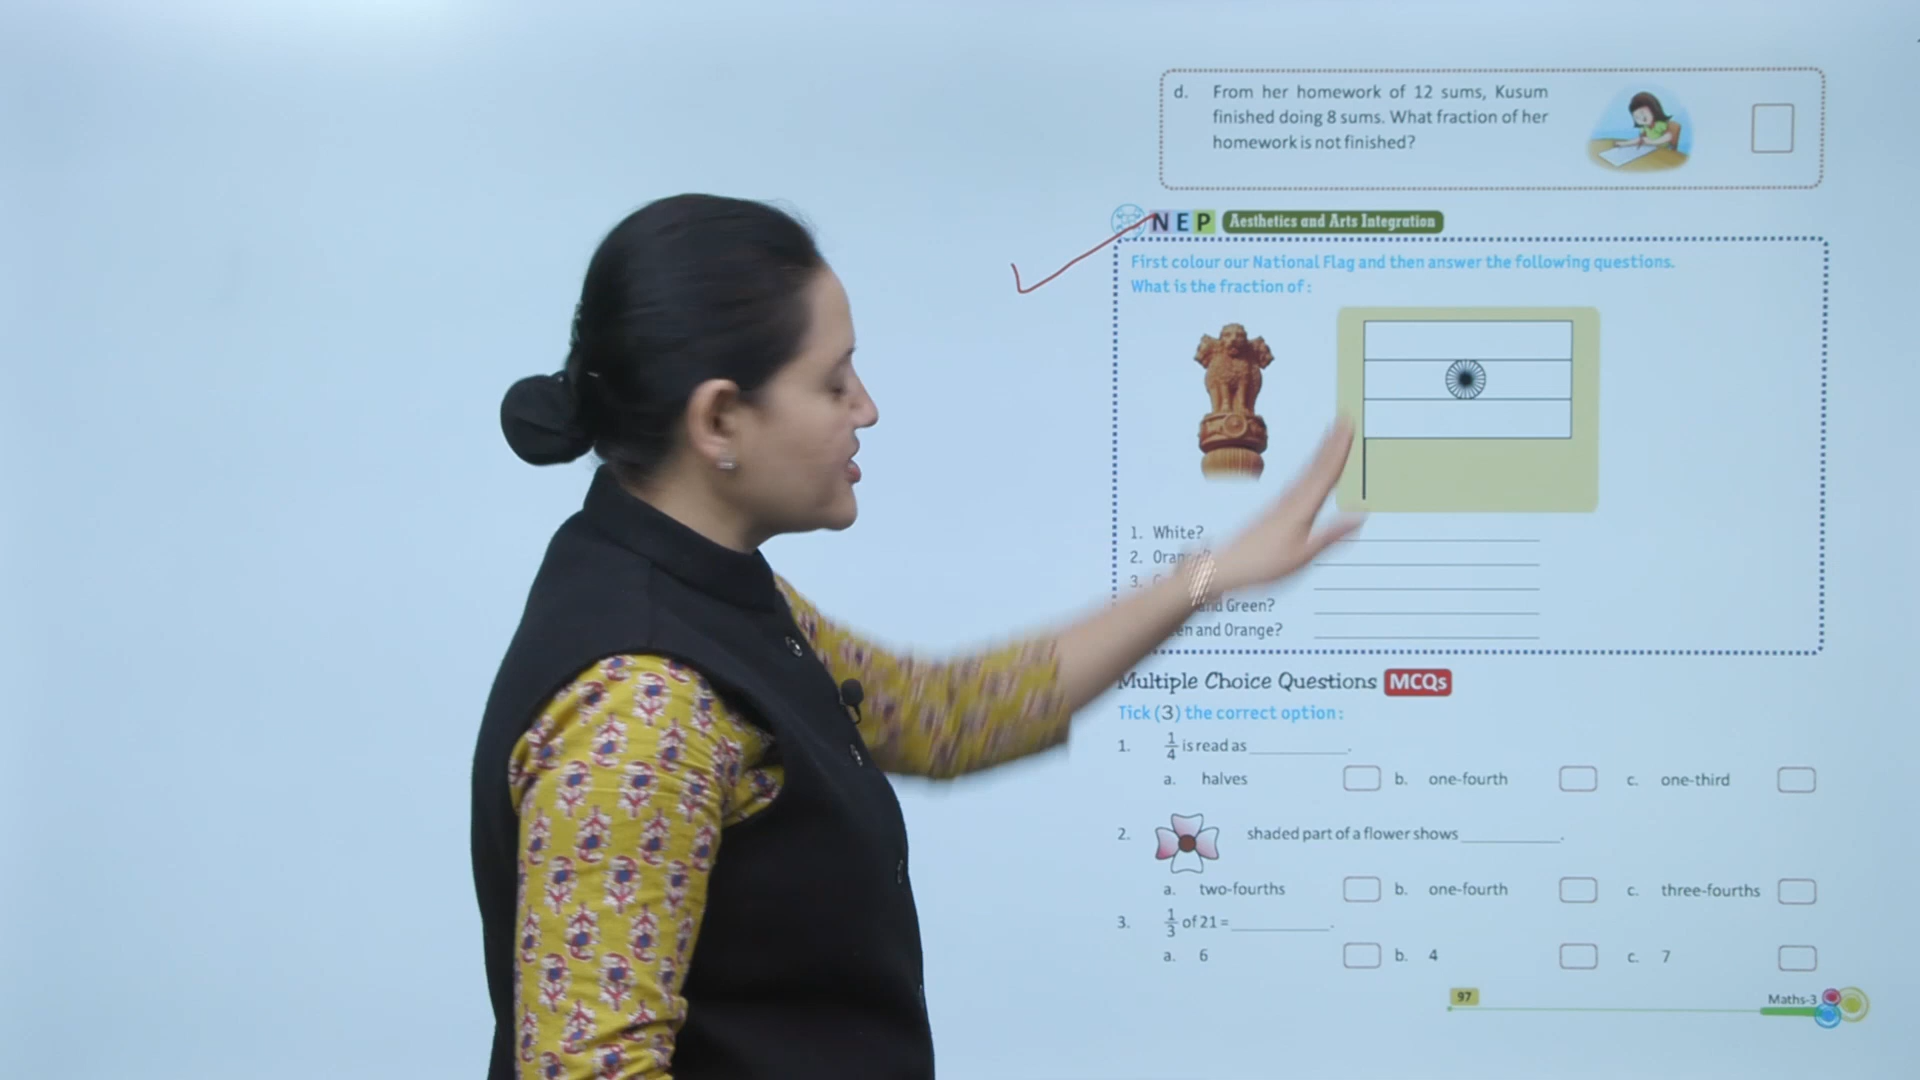 d. From her homework of 12 sums, Kusum
finished doing 8 sums. What fraction of her
homework is not finished?
NEP Aesthetics and Arts Integration
First colour our National Flag and then answer the following questions.
What is the fraction of:
1. White?
2.
3.
and Green?
and Orange?
Multiple Choice Questions MCQs
Tick (3) the correct option:
1. 1/4 is read as __________.
a. halves b. one-fourth c. one-third
2. shaded part of a flower shows __________.
a. two-fourths b. one-fourth c. three-fourths
3. 1/3 of 21 = __________.
a. 6 b. 4 c. 7
97
Maths-3